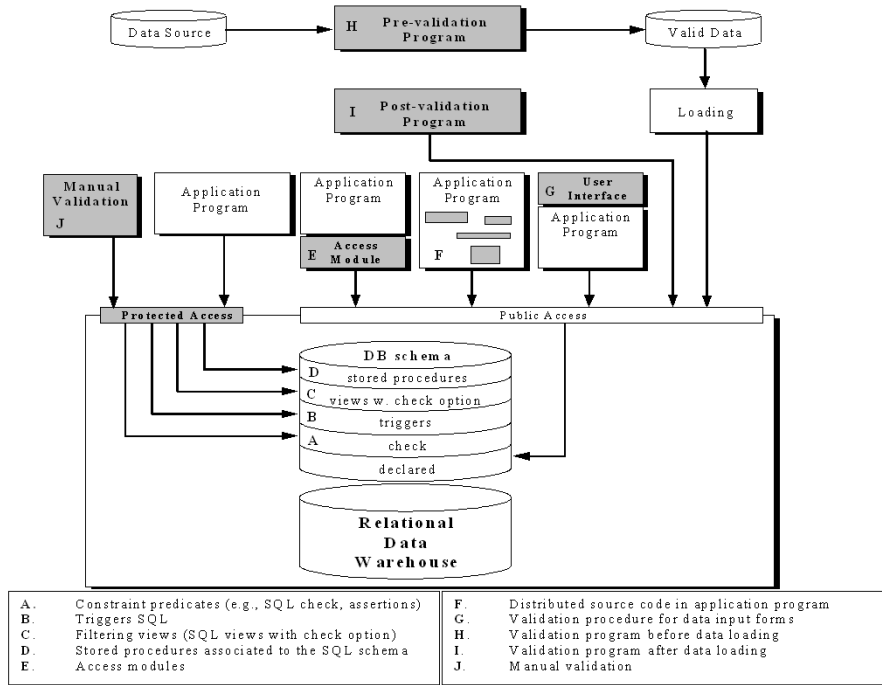 Data Source
H Pre-validation
Program
Valid Data
I Post-validation
Program
Loading
Manual
Validation
J
Application
Program
Application
Program
E Access
Module
Application
Program
F
G User
Interface
Application
Program
Protected Access
Public Access
DB schema
D
stored procedures
C
views w. check option
B
triggers
A
check
declared
Relational
Data
Warehouse
A. Constraint predicates (e.g., SQL check, assertions)
B. Triggers SQL
C. Filtering views (SQL views with check option)
D. Stored procedures associated to the SQL schema
E. Access modules
F. Distributed source code in application program
G. Validation procedure for data input forms
H. Validation program before data loading
I. Validation program after data loading
J. Manual validation